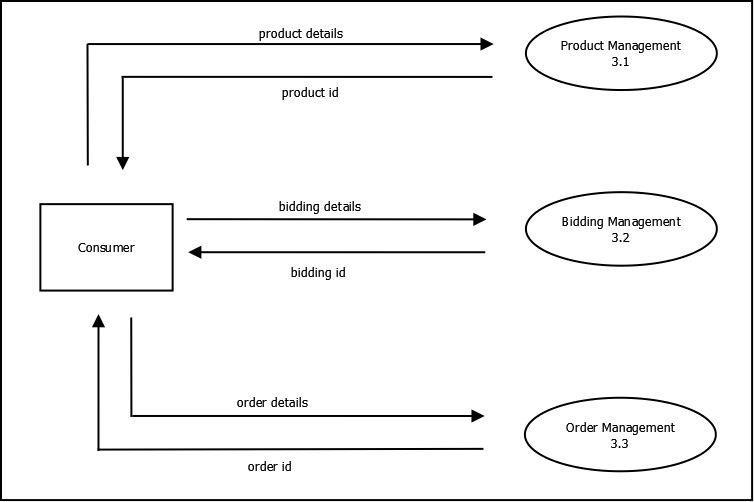 product details
Product Management
3.1
product id
bidding details
Bidding Management
3.2
Consumer
bidding id
order details
Order Management
3.3
order id